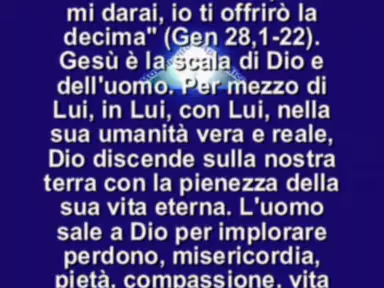 mi darai, io ti offrirò la
decima" (Gen 28,1-22).
Gesù è la scala di Dio e
dell'uomo. Per mezzo di
Lui, in Lui, con Lui, nella
sua umanità vera e reale,
Dio discende sulla nostra
terra con la pienezza della
sua vita eterna. L'uomo
sale a Dio per implorare
perdono, misericordia,
pietà, compassione, vita